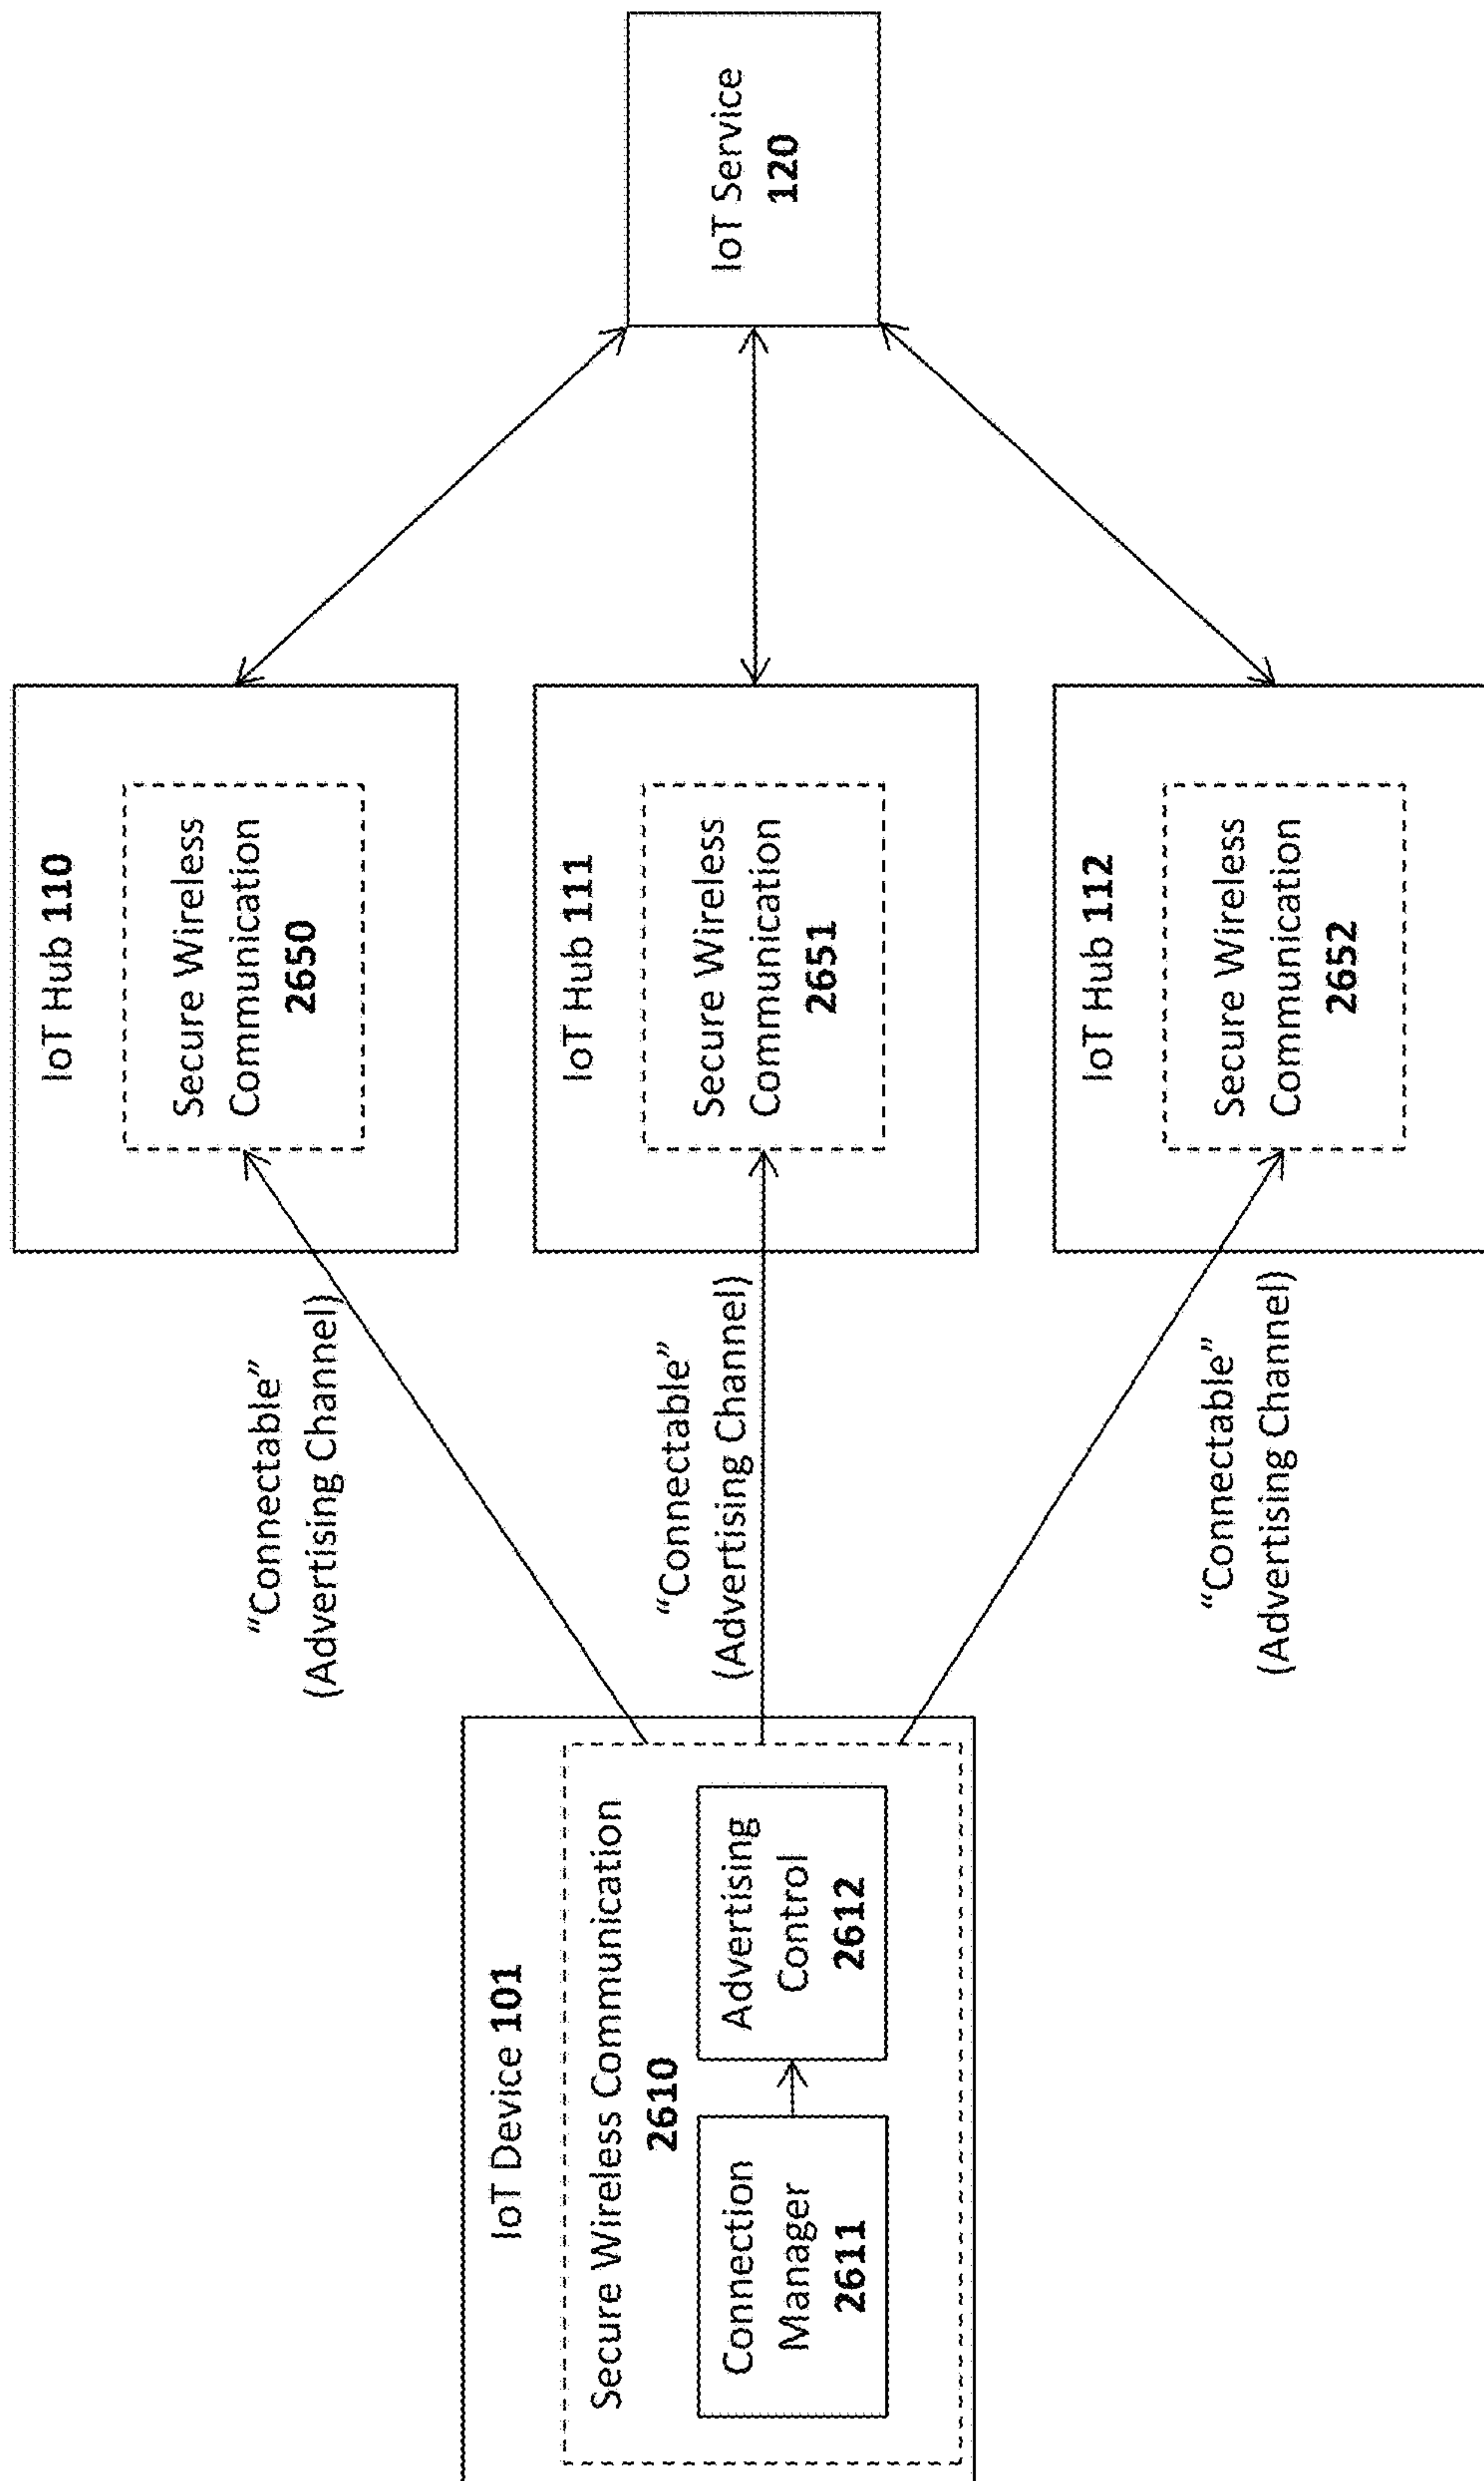 IoT Device 101
Secure Wireless Communication
2610
Connection
Manager
2611
Advertising
Control
2612
“Connectable”
(Advertising Channel)
“Connectable”
(Advertising Channel)
“Connectable”
(Advertising Channel)
IoT Hub 110
Secure Wireless
Communication
2650
IoT Hub 111
Secure Wireless
Communication
2651
IoT Hub 112
Secure Wireless
Communication
2652
IoT Service
120